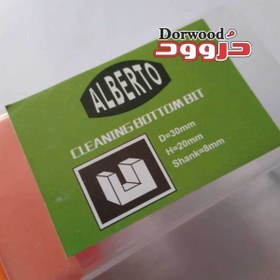 Dorwood
دروود
ALBERTO
CLEANING BOTTOM BIT
D=30mm
H=20mm
Shank=8mm